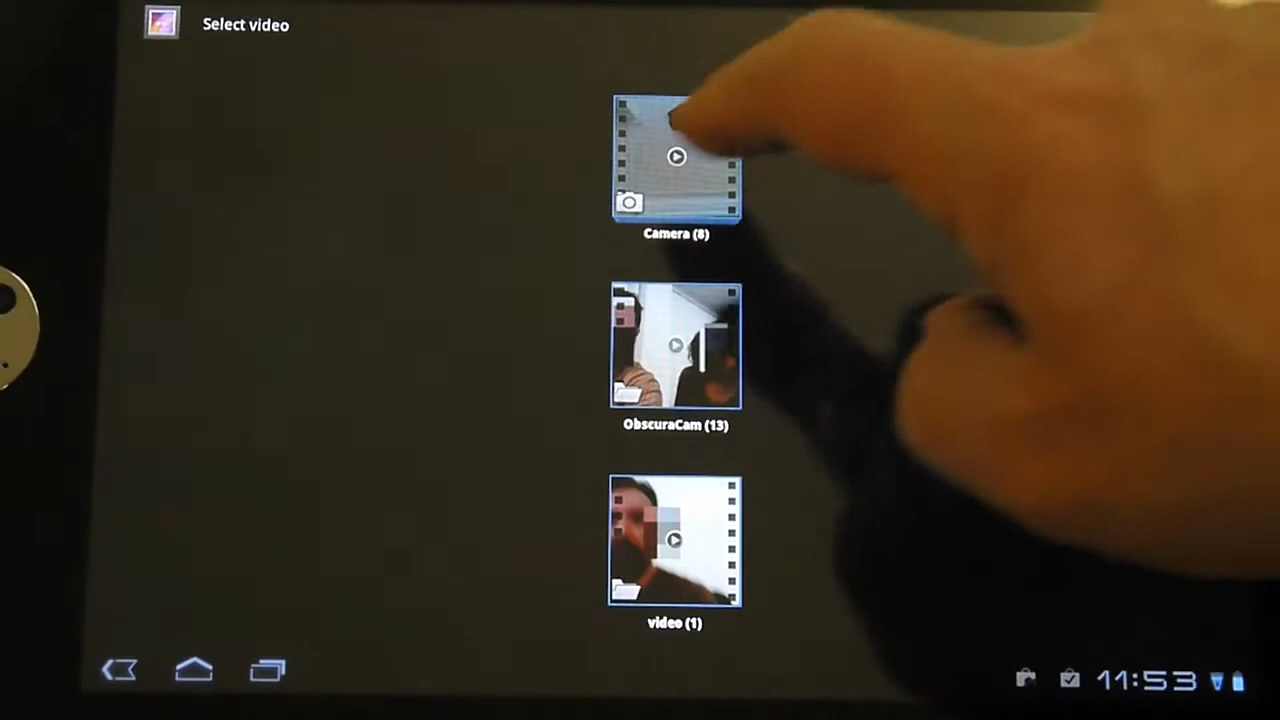 Select video
Camera (8)
ObscuraCam (13)
video (1)
11:53